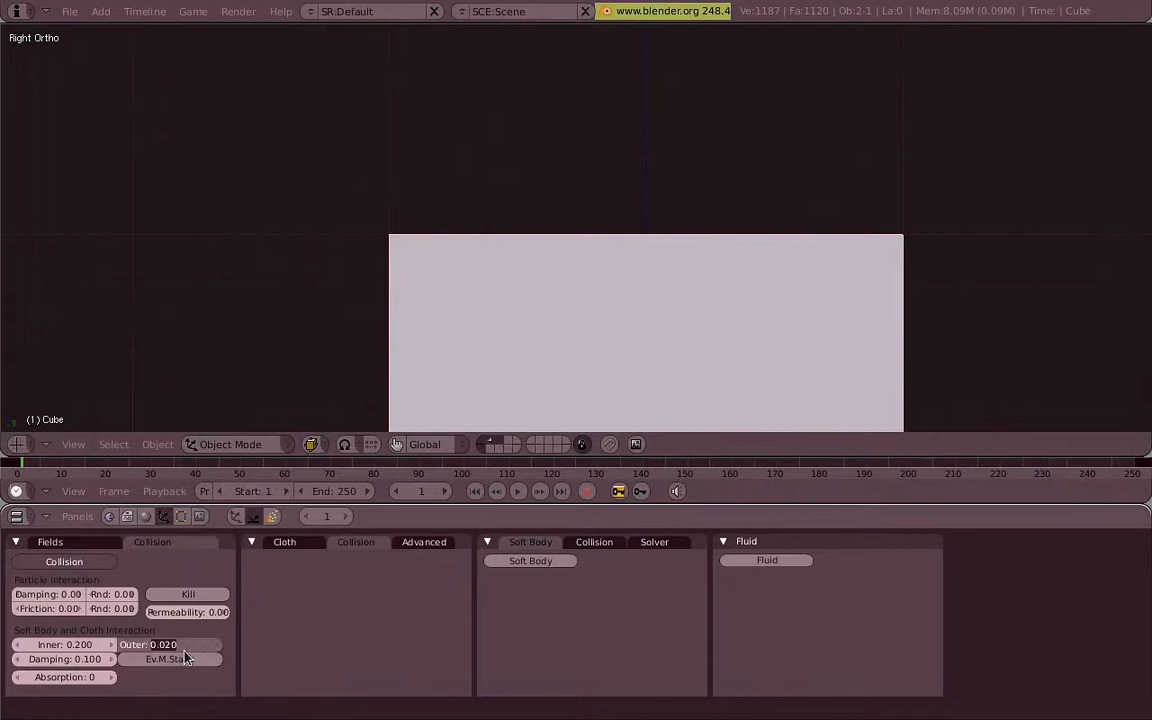 File Add Timeline Game Render Help SR:Default SCE:Scene www.blender.org 248.4 Ve:1187 | Fa:1120 | Ob:2-1 | La:0 | Mem:8.09M (0.09M) | Time: | Cube
Right Ortho
(1) Cube
View Select Object Object Mode Global
0 10 20 30 40 50 60 70 80 90 100 110 120 130 140 150 160 170 180 190 200 210 220 230 240 250
View Frame Playback Pr Start: 1 End: 250 1
Panels 1
Fields Collision Cloth Collision Advanced Soft Body Collision Solver Fluid
Collision Soft Body Fluid
Particle Interaction
Damping: 0.00 Rnd: 0.00 Kill
Friction: 0.00 Rnd: 0.00 Permeability: 0.00
Soft Body and Cloth Interaction
Inner: 0.200 Outer: 0.020
Damping: 0.100 Ev.M.Sta
Absorption: 0